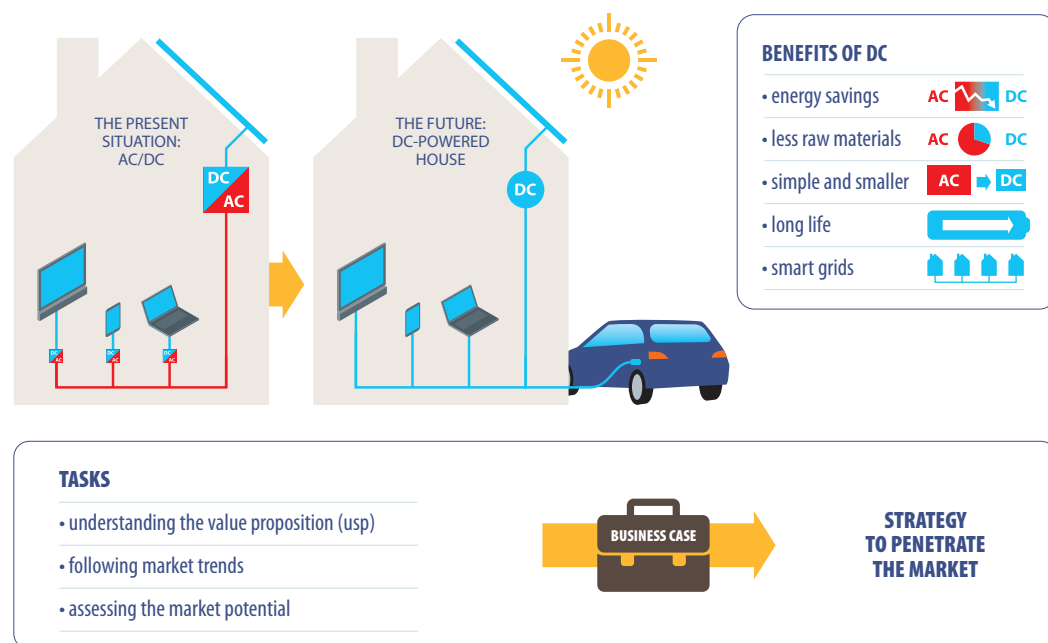 THE PRESENT
SITUATION:
AC/DC
DC
AC
DC
AC
DC
AC
DC
AC
THE FUTURE:
DC-POWERED
HOUSE
DC
BENEFITS OF DC
• energy savings
AC DC
• less raw materials
AC DC
• simple and smaller
AC DC
• long life
• smart grids
TASKS
• understanding the value proposition (usp)
• following market trends
• assessing the market potential
BUSINESS CASE
STRATEGY
TO PENETRATE
THE MARKET